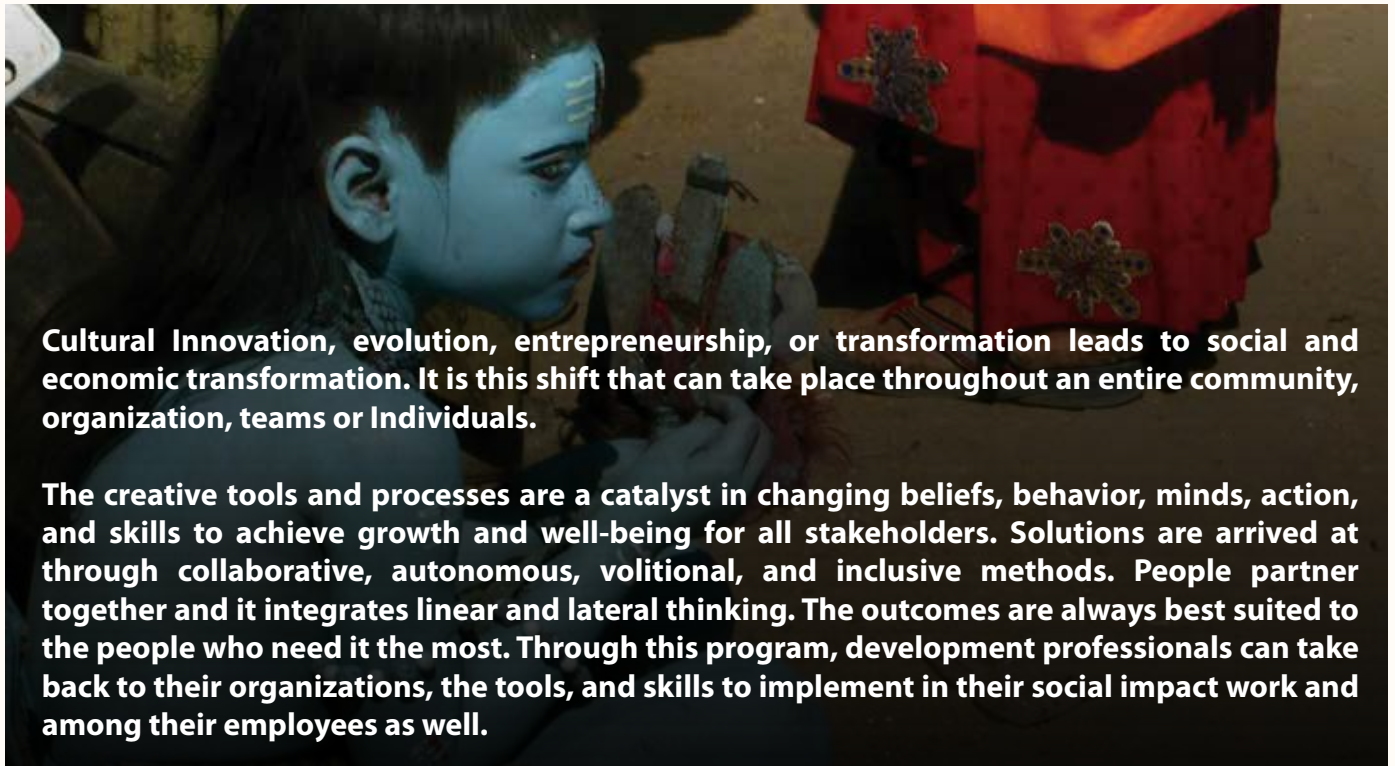 Cultural Innovation, evolution, entrepreneurship, or transformation leads to social and
economic transformation. It is this shift that can take place throughout an entire community,
organization, teams or Individuals.
The creative tools and processes are a catalyst in changing beliefs, behavior, minds, action,
and skills to achieve growth and well-being for all stakeholders. Solutions are arrived at
through collaborative, autonomous, volitional, and inclusive methods. People partner
together and it integrates linear and lateral thinking. The outcomes are always best suited to
the people who need it the most. Through this program, development professionals can take
back to their organizations, the tools, and skills to implement in their social impact work and
among their employees as well.